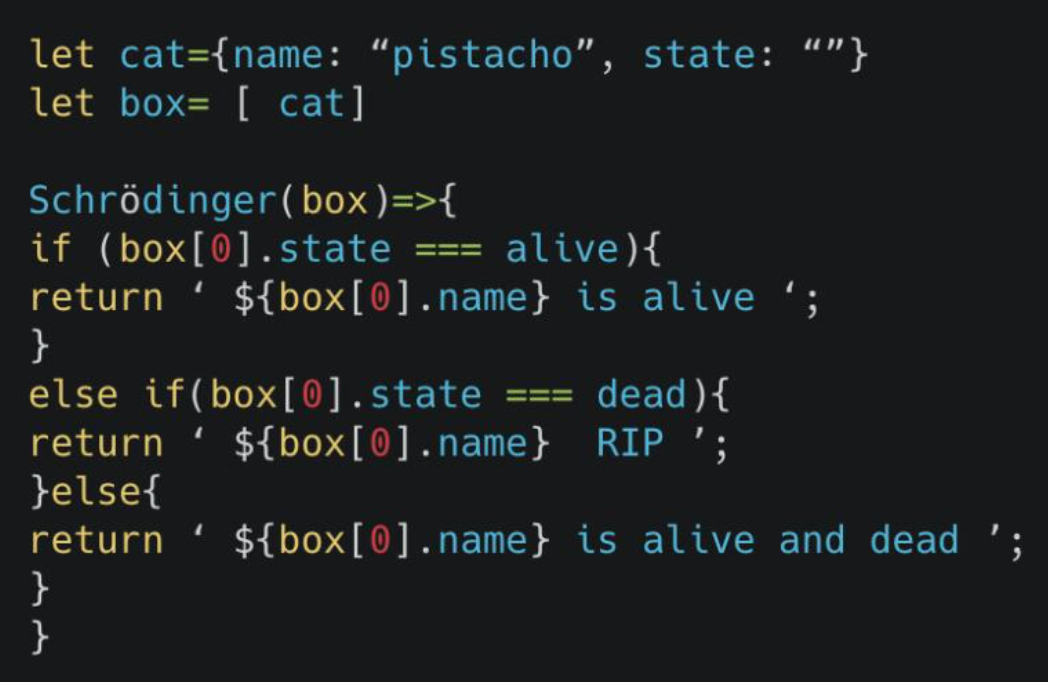 let cat={name: “pistacho”, state: “”}
let box= [ cat]
Schrödinger(box)=>{
if (box[0].state === alive){
return ‘ ${box[0].name} is alive ‘;
}
else if(box[0].state === dead){
return ‘ ${box[0].name}  RIP ’;
}else{
return ‘ ${box[0].name} is alive and dead ’;
}
}